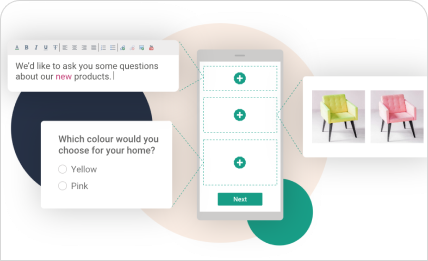 We'd like to ask you some questions
about our new products.
Which colour would you
choose for your home?
Yellow
Pink
Next